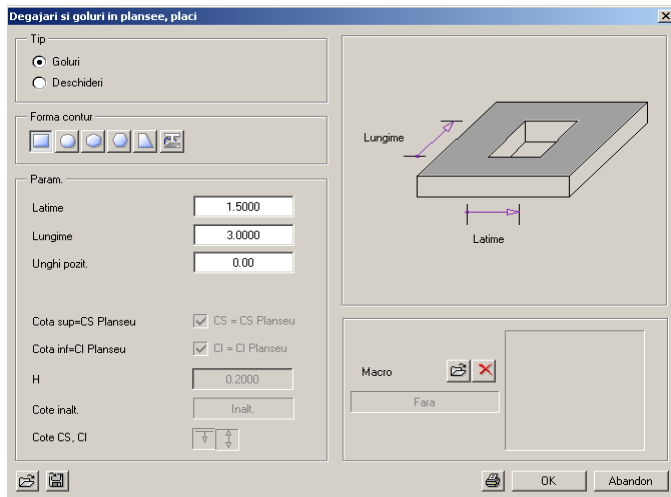 Degajari si goluri in plansee, placi
Tip
Goluri
Deschideri
Forma contur
Param.
Latime 1.5000
Lungime 3.0000
Unghi pozit. 0.00
Cota sup=CS Planseu CS = CS Planseu
Cota inf=CI Planseu CI = CI Planseu
H 0.2000
Cote inalt. Inalt.
Cote CS, CI
Lungime
Latime
Macro
Fara
OK Abandon